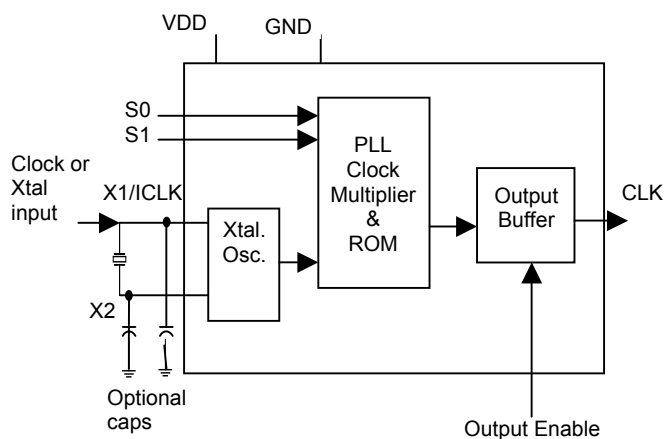 VDD
GND
S0
S1
Clock or
Xtal
input
X1/ICLK
X2
Optional
caps
Xtal.
Osc.
PLL
Clock
Multiplier
&
ROM
Output
Buffer
CLK
Output Enable